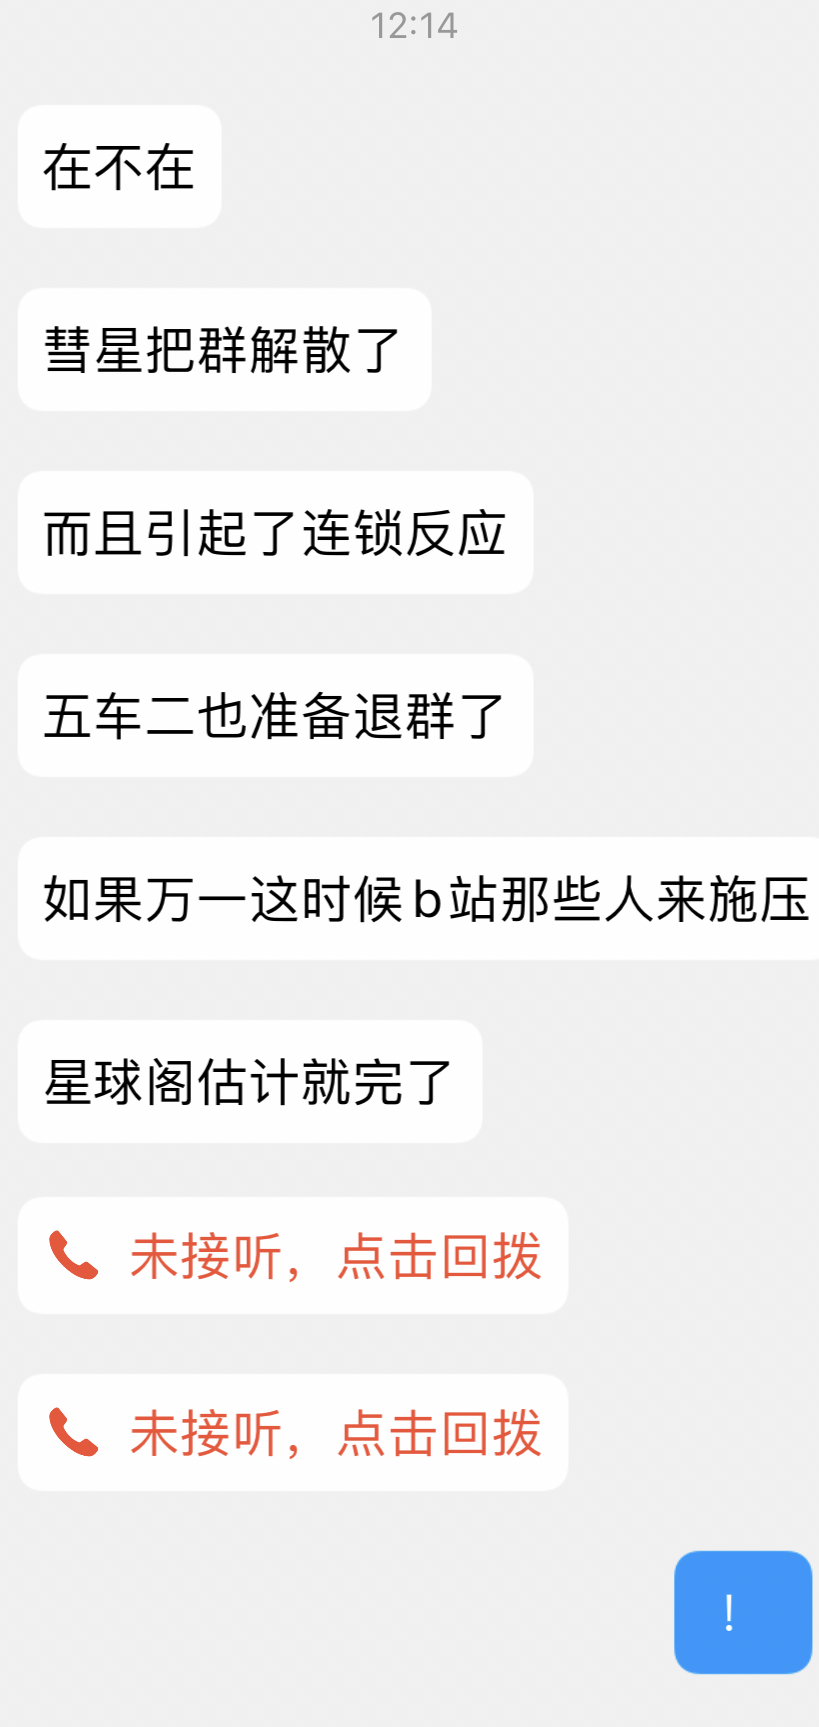 12:14
在不在
彗星把群解散了
而且引起了连锁反应
五车二也准备退群了
如果万一这时候b站那些人来施压
星球阁估计就完了
未接听，点击回拨
未接听，点击回拨
！